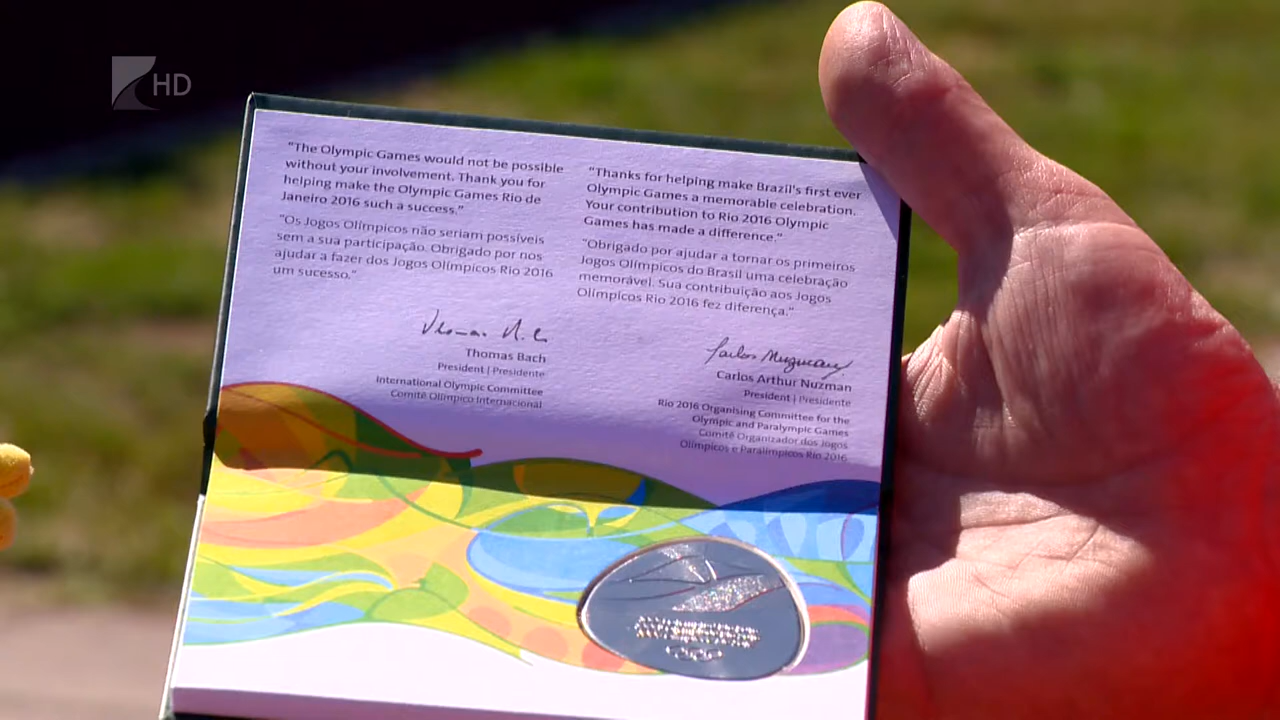 HD
"The Olympic Games would not be possible
without your involvement. Thank you for
helping make the Olympic Games Rio de
Janeiro 2016 such a success."
"Os Jogos Olímpicos não seriam possíveis
sem a sua participação. Obrigado por nos
ajudar a fazer dos Jogos Olímpicos Rio 2016
um sucesso."
Thomas Bach
President | Presidente
International Olympic Committee
Comitê Olímpico Internacional
"Thanks for helping make Brazil's first ever
Olympic Games a memorable celebration.
Your contribution to Rio 2016 Olympic
Games has made a difference."
"Obrigado por ajudar a tornar os primeiros
Jogos Olímpicos do Brasil uma celebração
memorável. Sua contribuição aos Jogos
Olímpicos Rio 2016 fez diferença."
Carlos Arthur Nuzman
President | Presidente
Rio 2016 Organising Committee for the
Olympic and Paralympic Games
Comitê Organizador dos Jogos
Olímpicos e Paralímpicos Rio 2016